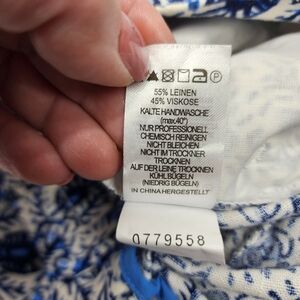 55% LEINEN
45% VISKOSE
KALTE HANDWASCHE
(max.40°)
NUR PROFESSIONELL
CHEMISCH REINIGEN
NICHT BLEICHEN
NICHT IM TROCKNER
TROCKNEN
AUF DER LEINE TROCKNEN
KÜHL BÜGELN
(NIEDRIG BÜGELN)
IN CHINA HERGESTELLT
0779558